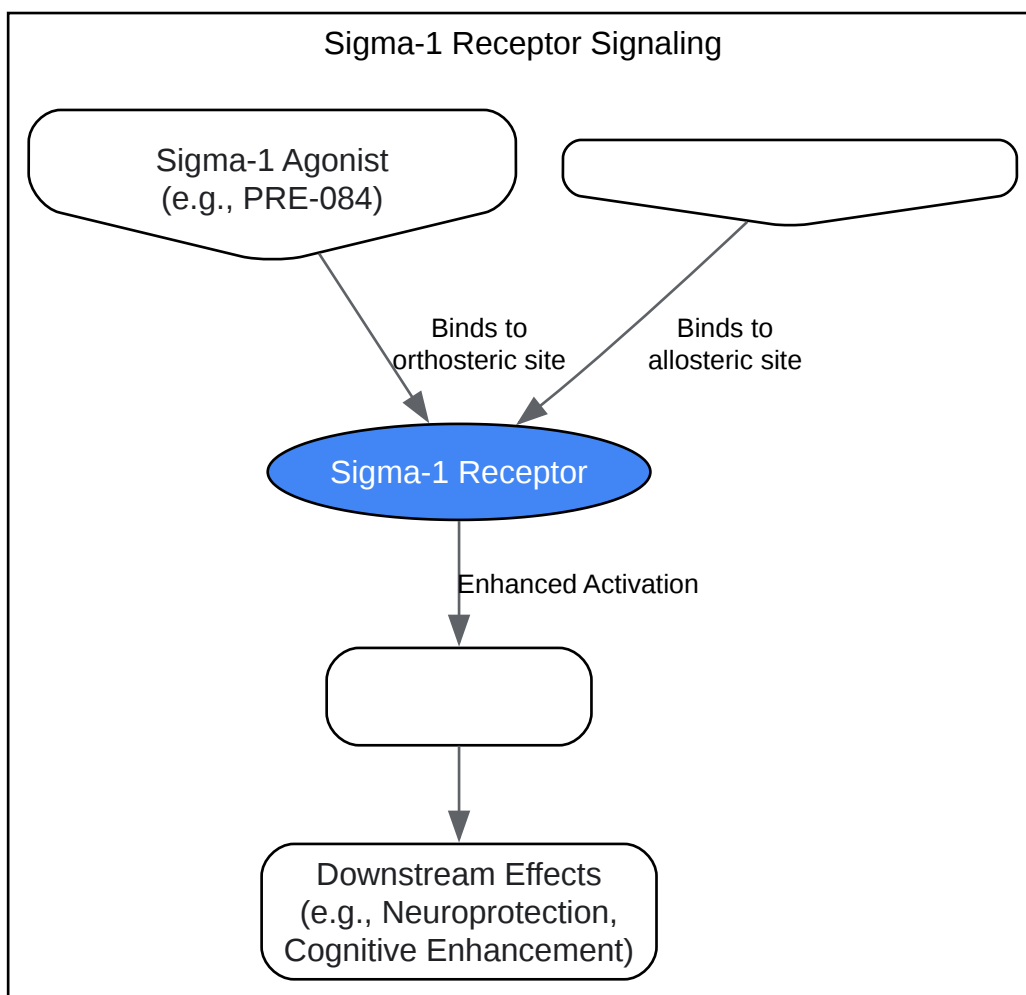 Sigma-1 Receptor Signaling
Sigma-1 Agonist
(e.g., PRE-084)
Binds to
orthosteric site
Binds to
allosteric site
Sigma-1 Receptor
Enhanced Activation
Downstream Effects
(e.g., Neuroprotection,
Cognitive Enhancement)